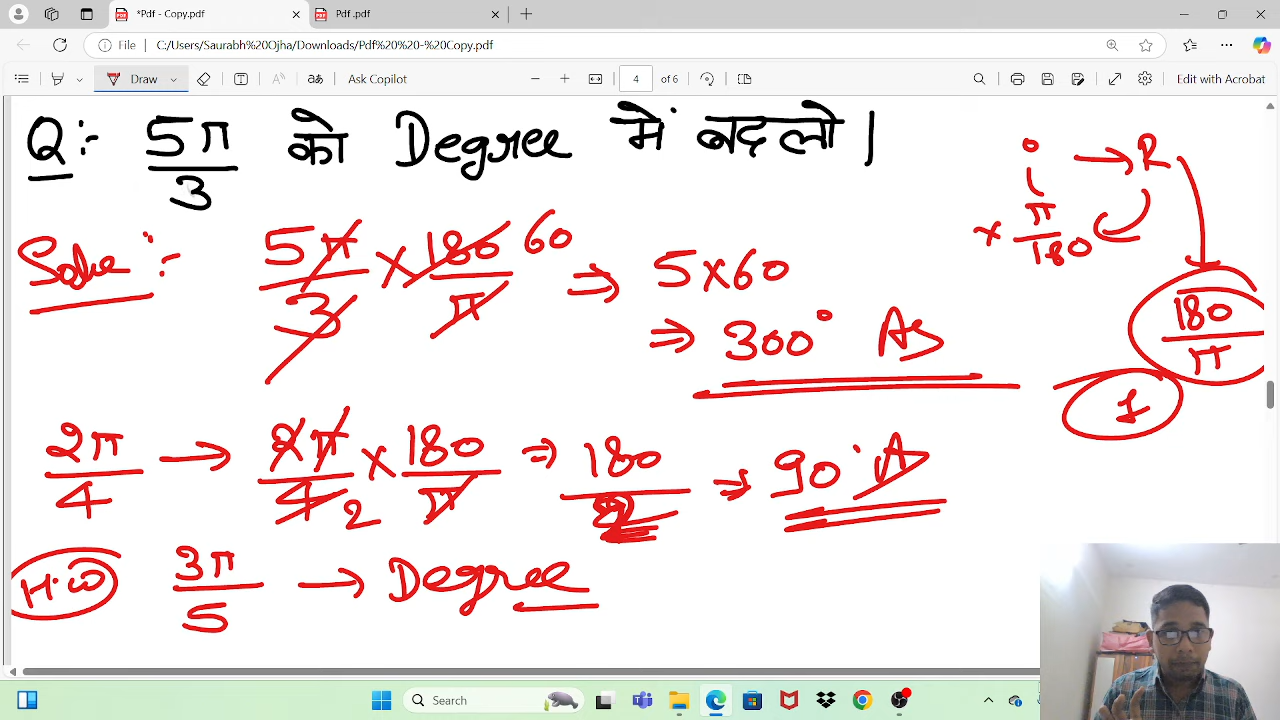 *Pdf - Copy.pdf
Pdf.pdf
File C:/Users/Saurabh%20Ojha/Downloads/Pdf%20%20-%20Copy.pdf
Draw
Ask Copilot
4 of 6
Edit with Acrobat
Q:- 5π/3 को Degree में बदलो |
Solve :- 5π/3 × 180/π 60 ⇒ 5×60
⇒ 300° As
° → R
× π/180
180/π
1
2π/4 → 2π/4 2 × 180/π ⇒ 180/2 ⇒ 90° A
H.W 3π/5 → Degree
Search